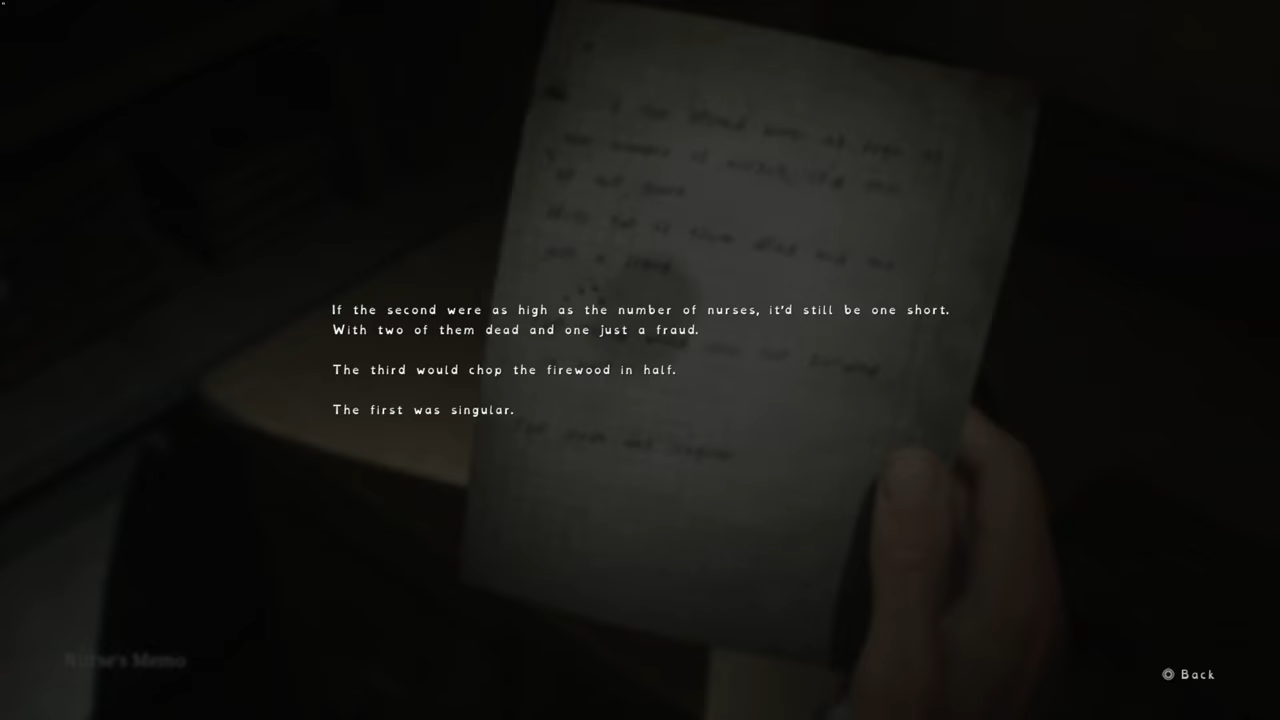 If the second were as high as the number of nurses, it'd still be one short.
With two of them dead and one just a fraud.
The third would chop the firewood in half.
The first was singular.
Nurse's Memo
Back